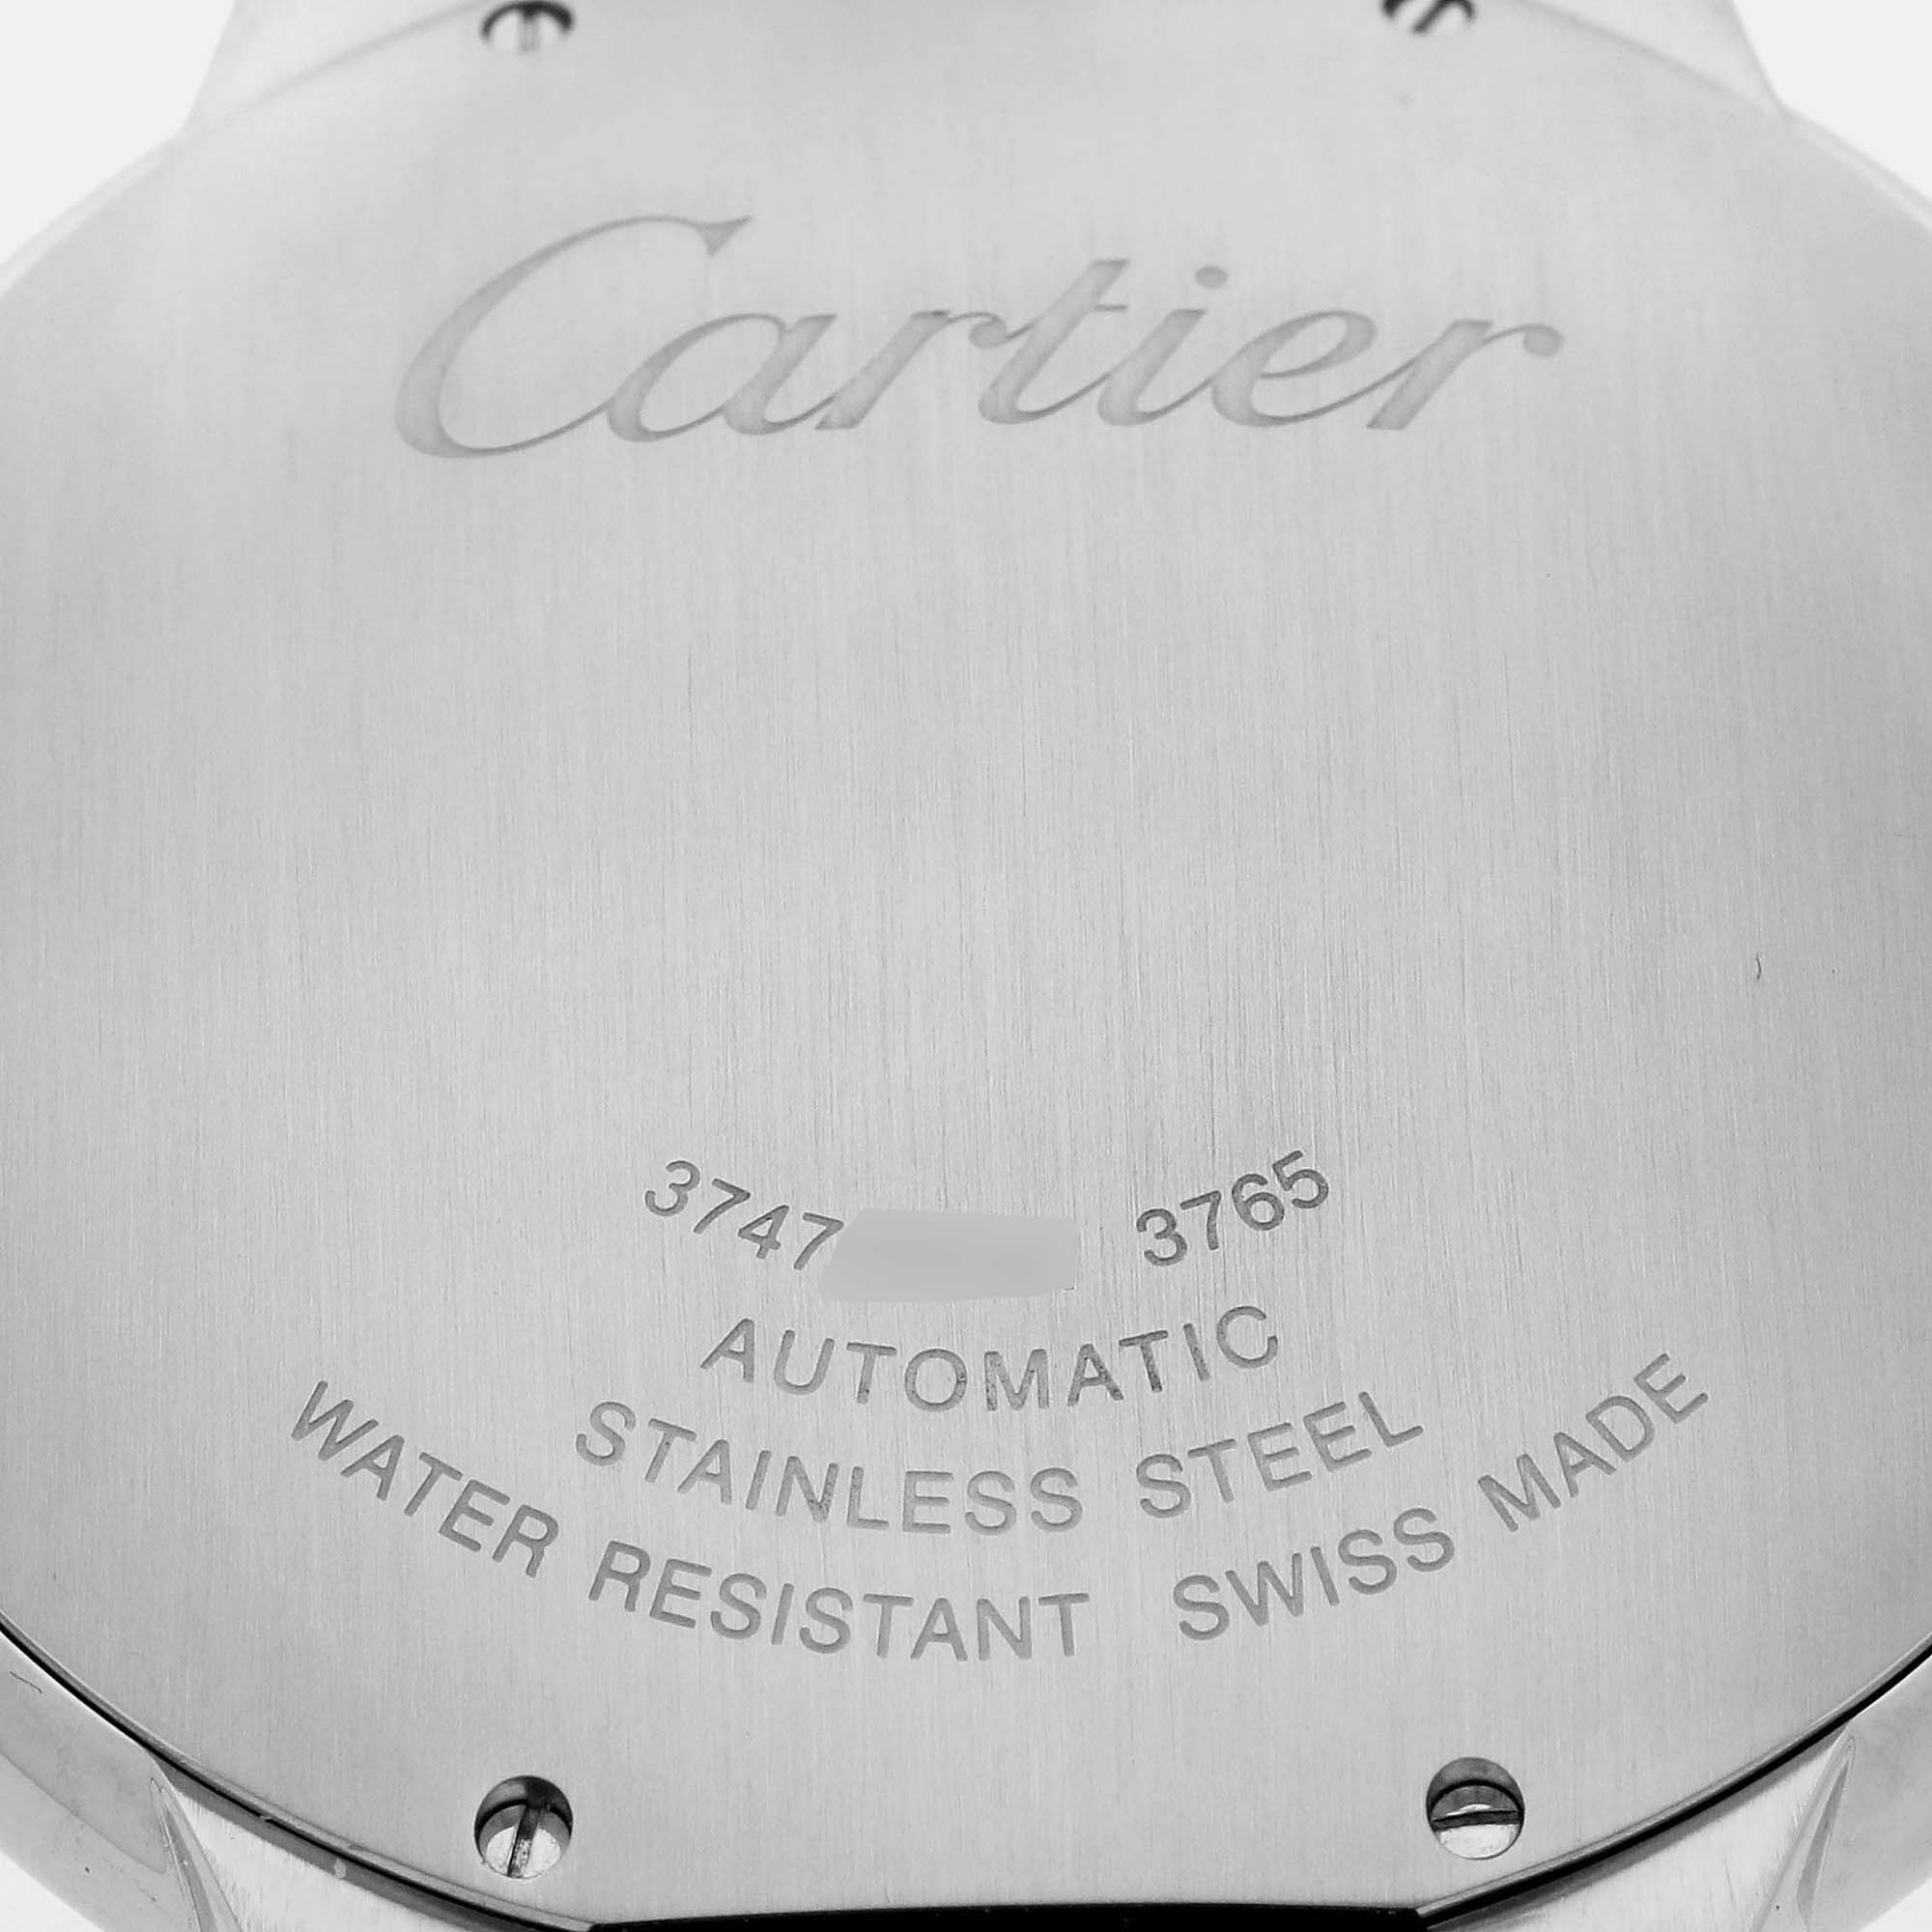 Cartier
3747 3765
AUTOMATIC
STAINLESS STEEL
WATER RESISTANT SWISS MADE